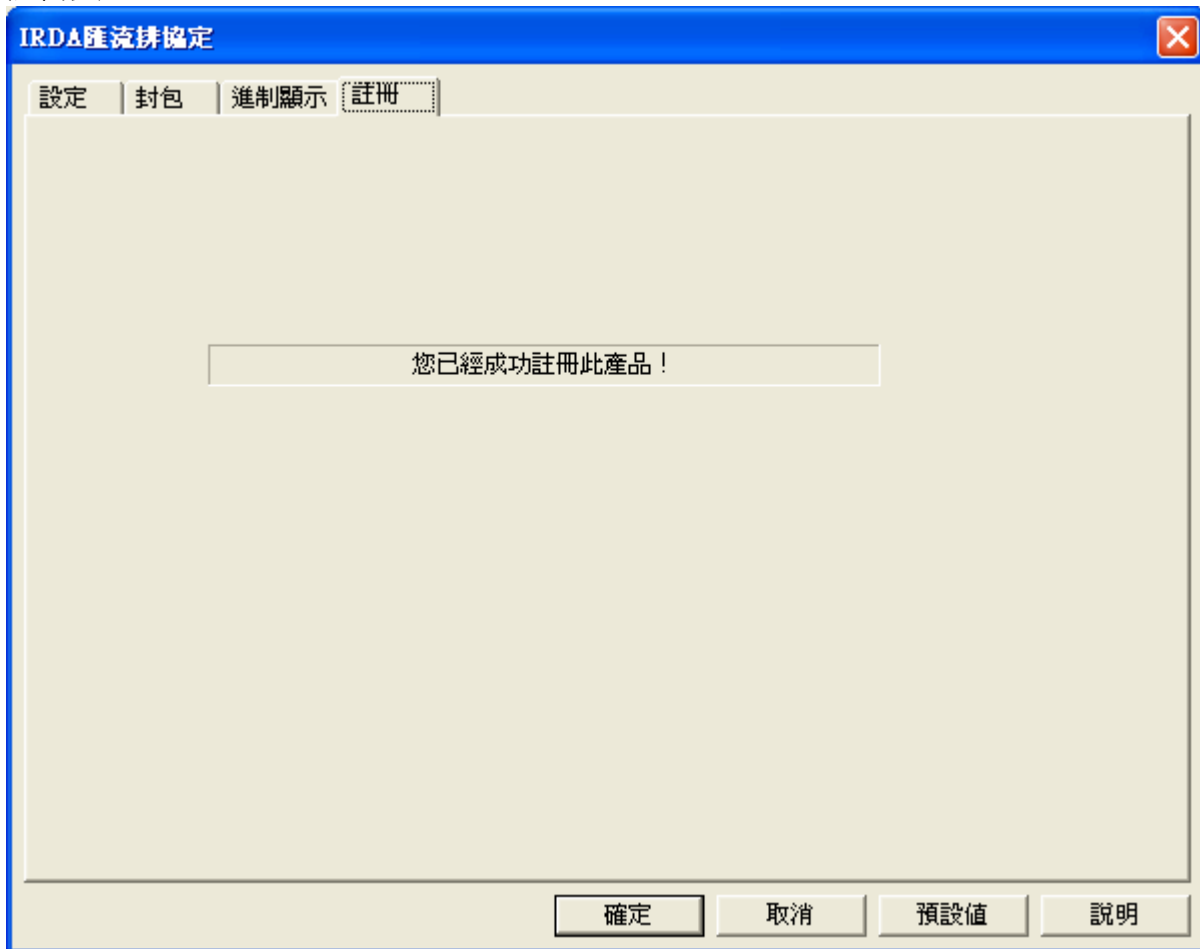 IRDA匯流排協定
設定 封包 進制顯示 註冊
您已經成功註冊此產品！
確定 取消 預設値 說明